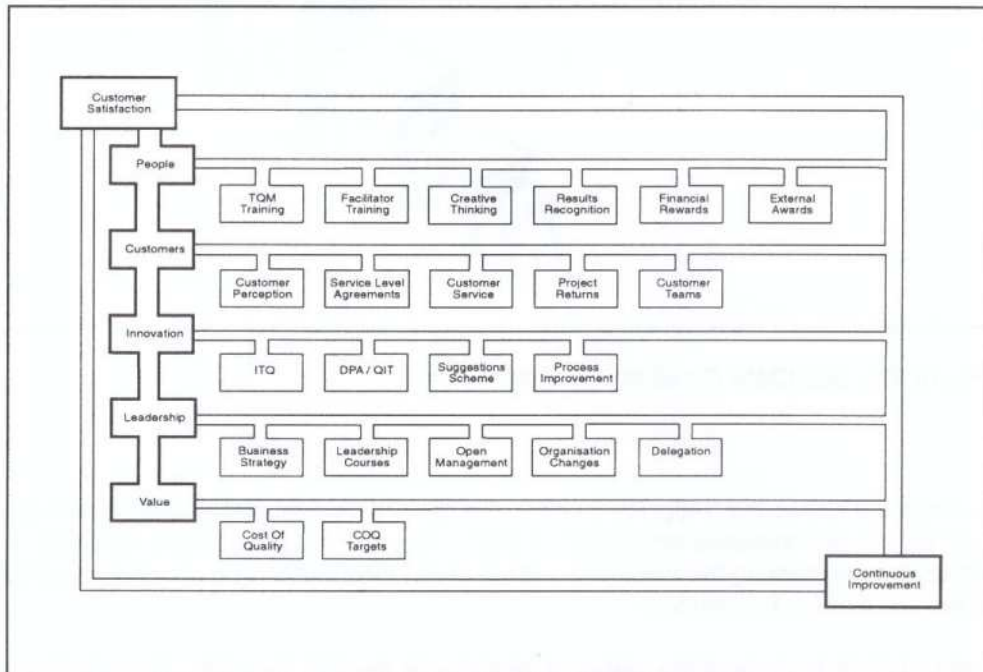 Customer
Satisfaction
People
TQM
Training
Facilitator
Training
Creative
Thinking
Results
Recognition
Financial
Rewards
External
Awards
Customers
Customer
Perception
Service Level
Agreements
Customer
Service
Project
Returns
Customer
Teams
Innovation
ITQ
DPA / QIT
Suggestions
Scheme
Process
Improvement
Leadership
Business
Strategy
Leadership
Courses
Open
Management
Organisation
Changes
Delegation
Value
Cost Of
Quality
COQ
Targets
Continuous
Improvement